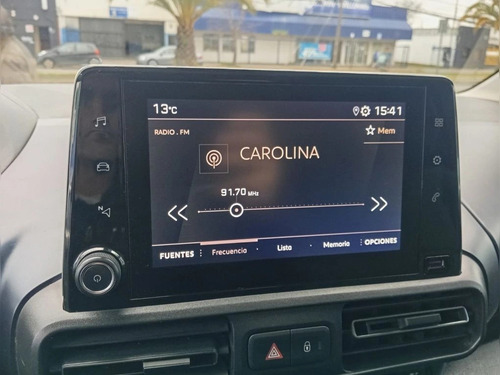 13°C
15:41
RADIO . FM
Mem
CAROLINA
91.70 MHz
FUENTES
Frecuencia
Lista
Memoria
OPCIONES
N